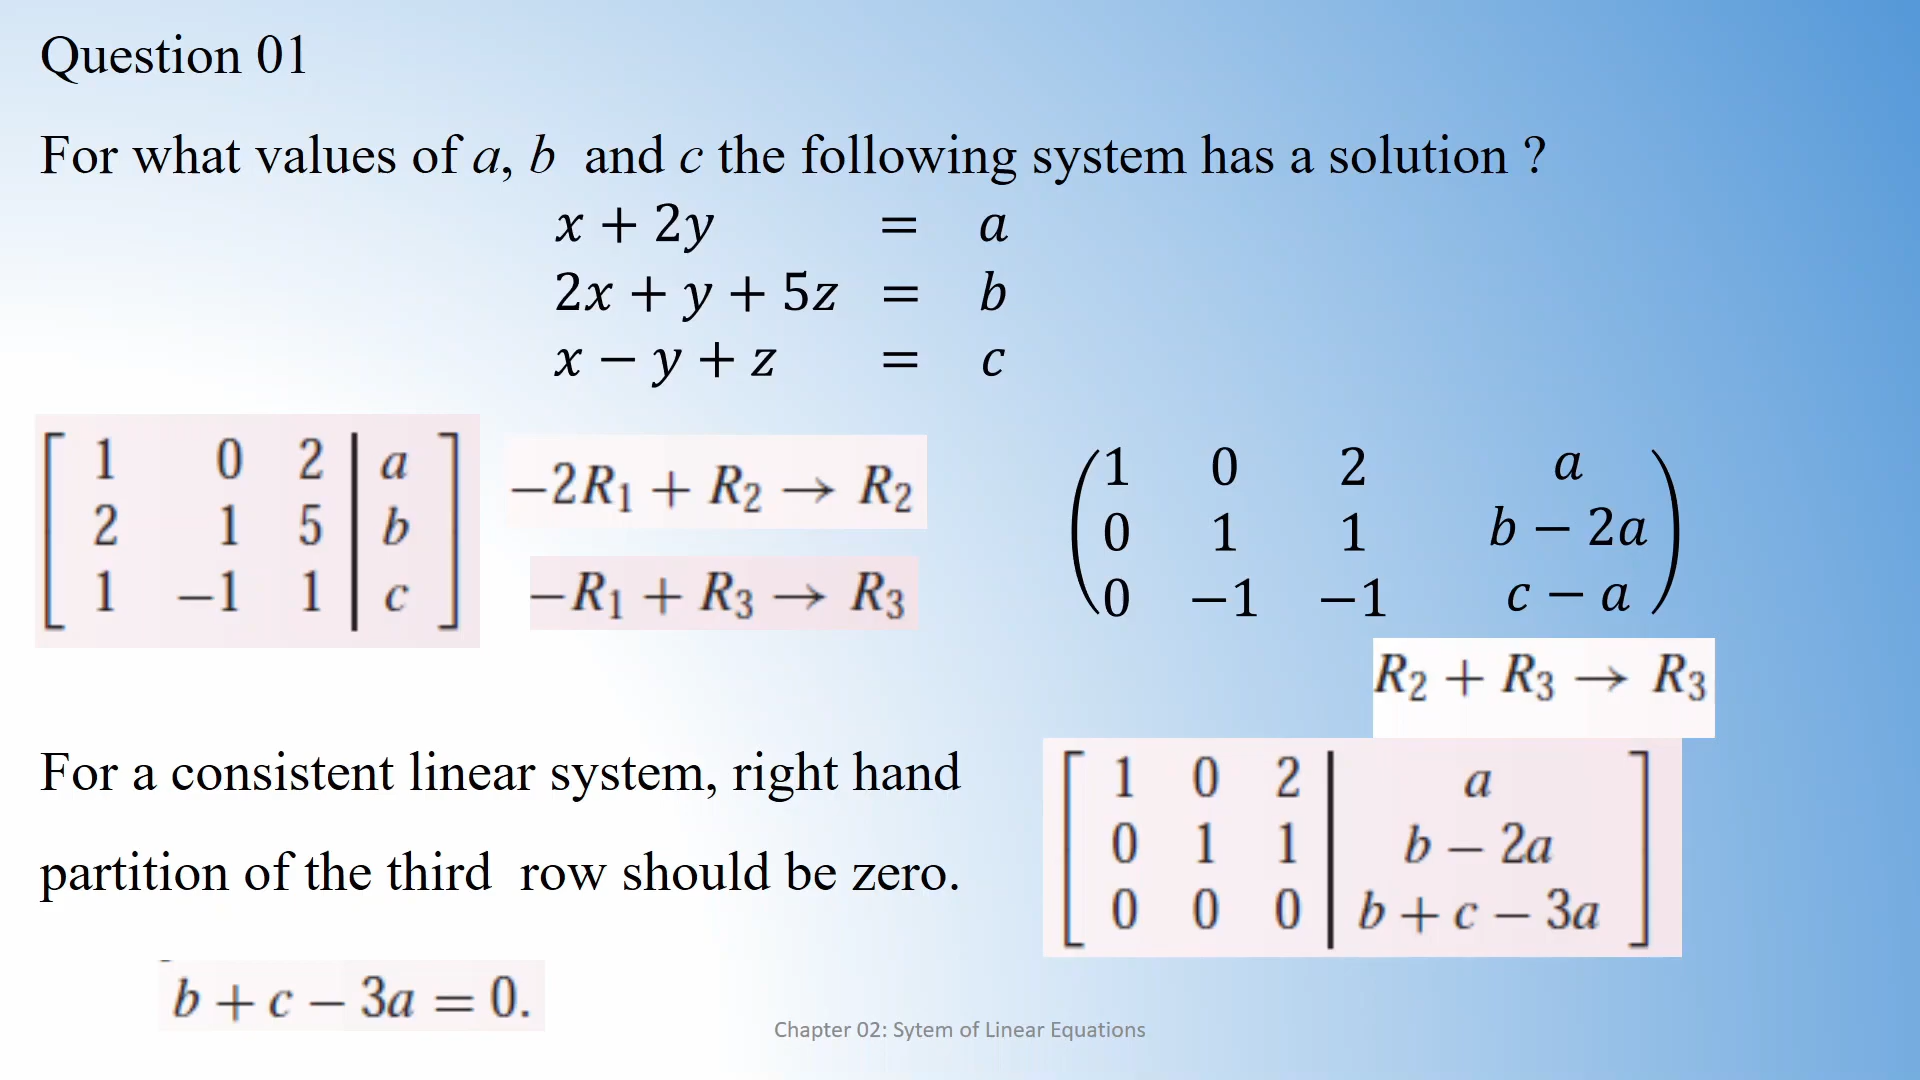 Question 01
For what values of a, b and c the following system has a solution ?
x + 2y = a
2x + y + 5z = b
x − y + z = c
[ 1 0 2 | a ]
[ 2 1 5 | b ]
[ 1 −1 1 | c ]
−2R₁ + R₂ → R₂
−R₁ + R₃ → R₃
( 1 0 2 a )
( 0 1 1 b − 2a )
( 0 −1 −1 c − a )
R₂ + R₃ → R₃
For a consistent linear system, right hand
partition of the third row should be zero.
[ 1 0 2 | a ]
[ 0 1 1 | b − 2a ]
[ 0 0 0 | b + c − 3a ]
b + c − 3a = 0.
Chapter 02: Sytem of Linear Equations